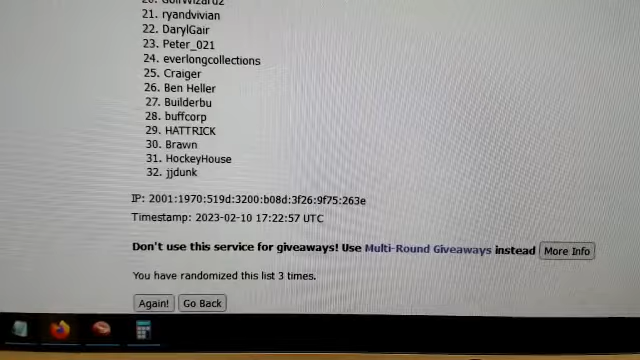 20. GolfWizard2
21. ryandvivian
22. DarylGair
23. Peter_021
24. everlongcollections
25. Craiger
26. Ben Heller
27. Builderbu
28. buffcorp
29. HATTRICK
30. Brawn
31. HockeyHouse
32. jjdunk
IP: 2001:1970:519d:3200:b08d:3f26:9f75:263e
Timestamp: 2023-02-10 17:22:57 UTC
Don't use this service for giveaways! Use Multi-Round Giveaways instead More Info
You have randomized this list 3 times.
Again! Go Back